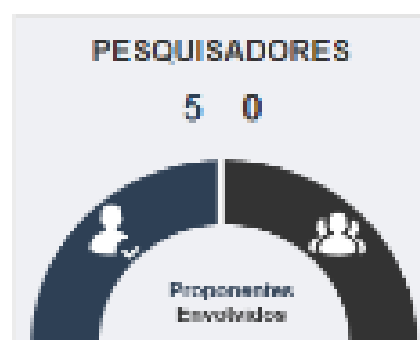 PESQUISADORES
5 0
Proponentes
Envolvidos